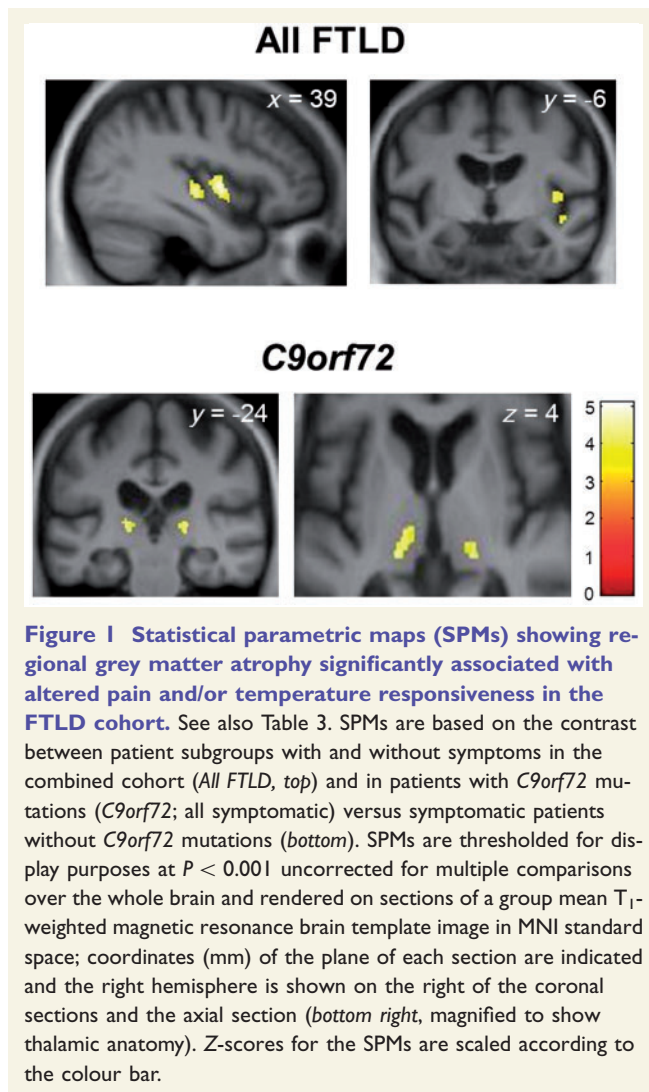 All FTLD
x = 39
y = -6
C9orf72
y = -24
z = 4
5
4
3
2
1
0
Figure 1 Statistical parametric maps (SPMs) showing re-
gional grey matter atrophy significantly associated with
altered pain and/or temperature responsiveness in the
FTLD cohort. See also Table 3. SPMs are based on the contrast
between patient subgroups with and without symptoms in the
combined cohort (All FTLD, top) and in patients with C9orf72 mu-
tations (C9orf72; all symptomatic) versus symptomatic patients
without C9orf72 mutations (bottom). SPMs are thresholded for dis-
play purposes at P < 0.001 uncorrected for multiple comparisons
over the whole brain and rendered on sections of a group mean T1-
weighted magnetic resonance brain template image in MNI standard
space; coordinates (mm) of the plane of each section are indicated
and the right hemisphere is shown on the right of the coronal
sections and the axial section (bottom right, magnified to show
thalamic anatomy). Z-scores for the SPMs are scaled according to
the colour bar.